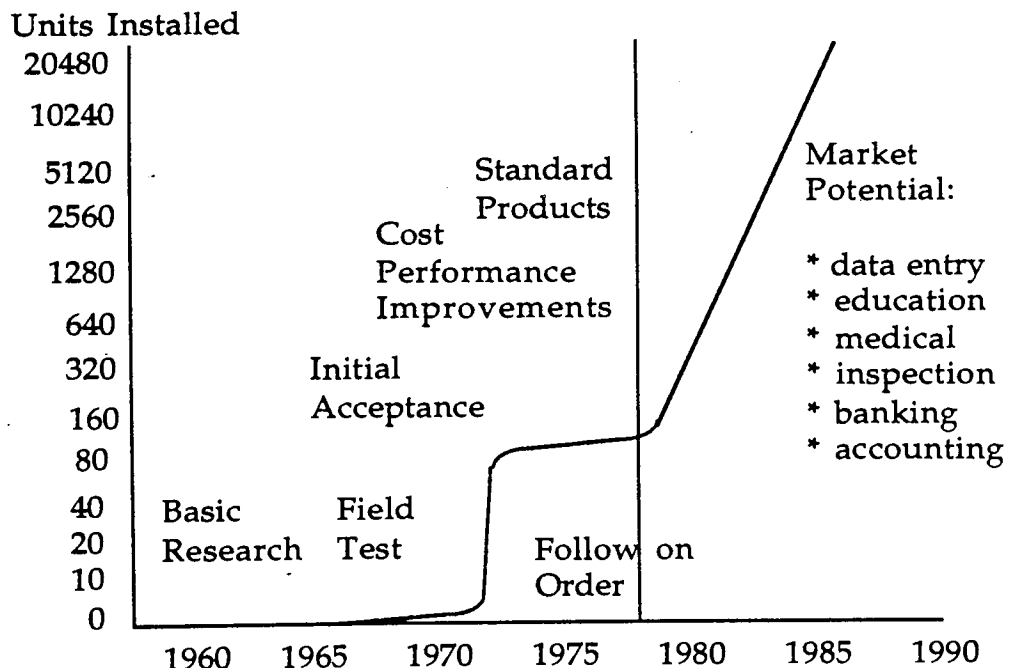 Units Installed
20480
10240
5120
2560
1280
640
320
160
80
40
20
10
0
Standard
Products
Cost
Performance
Improvements
Initial
Acceptance
Basic
Research
Field
Test
Follow on
Order
Market
Potential:
* data entry
* education
* medical
* inspection
* banking
* accounting
1960 1965 1970 1975 1980 1985 1990